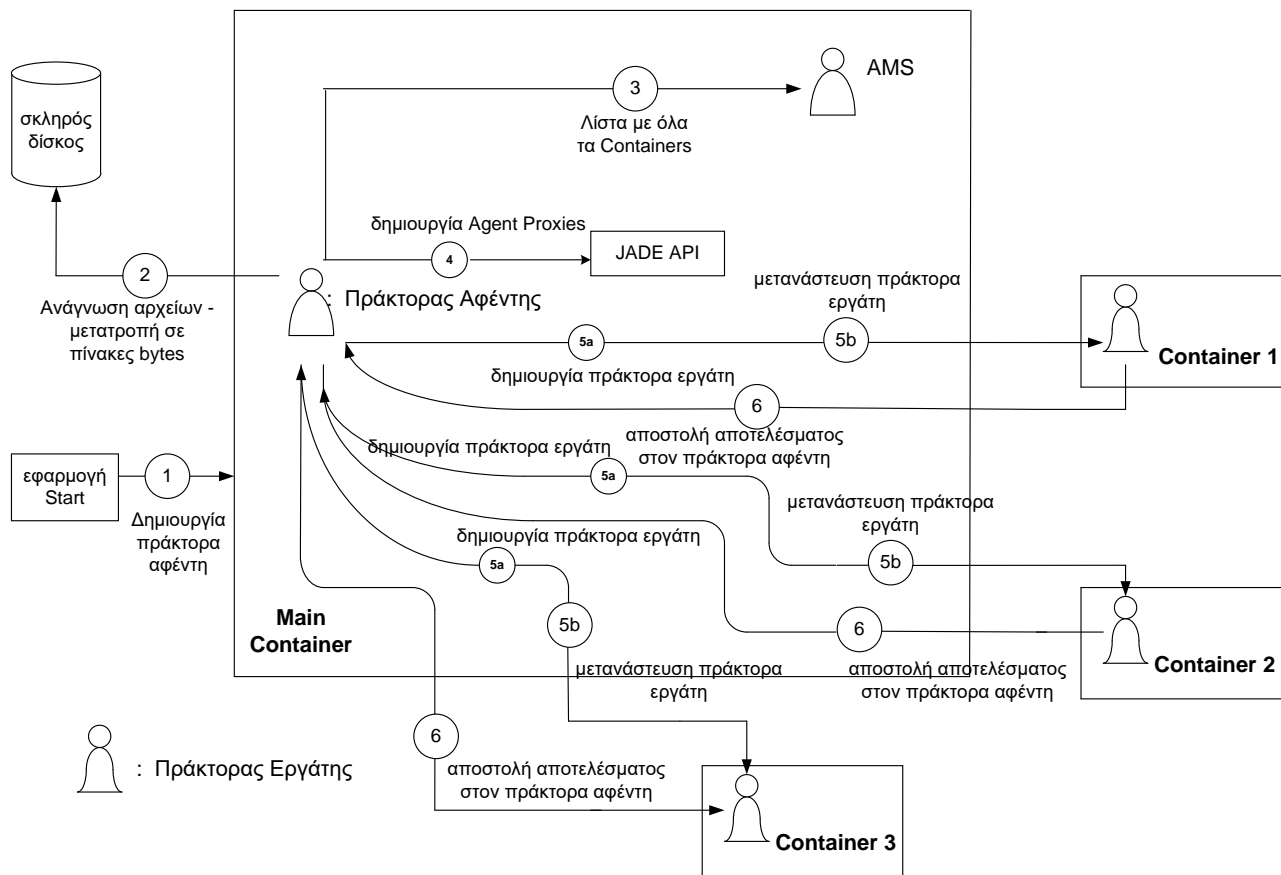 AMS
3
σκληρός
δίσκος
Λίστα με όλα
τα Containers
δημιουργία Agent Proxies
4
JADE API
2
Ανάγνωση αρχείων -
μετατροπή σε
πίνακες bytes
: Πράκτορας Αφέντης
μετανάστευση πράκτορα
εργάτη
5a
5b
Container 1
δημιουργία πράκτορα εργάτη
6
αποστολή αποτελέσματος
στον πράκτορα αφέντη
δημιουργία πράκτορα εργάτη
5a
εφαρμογή
Start
1
Δημιουργία
πράκτορα
αφέντη
μετανάστευση πράκτορα
εργάτη
δημιουργία πράκτορα εργάτη
5a
5b
Main
Container
5b
6
Container 2
μετανάστευση πράκτορα
εργάτη
αποστολή αποτελέσματος
στον πράκτορα αφέντη
6
: Πράκτορας Εργάτης
αποστολή αποτελέσματος
στον πράκτορα αφέντη
Container 3